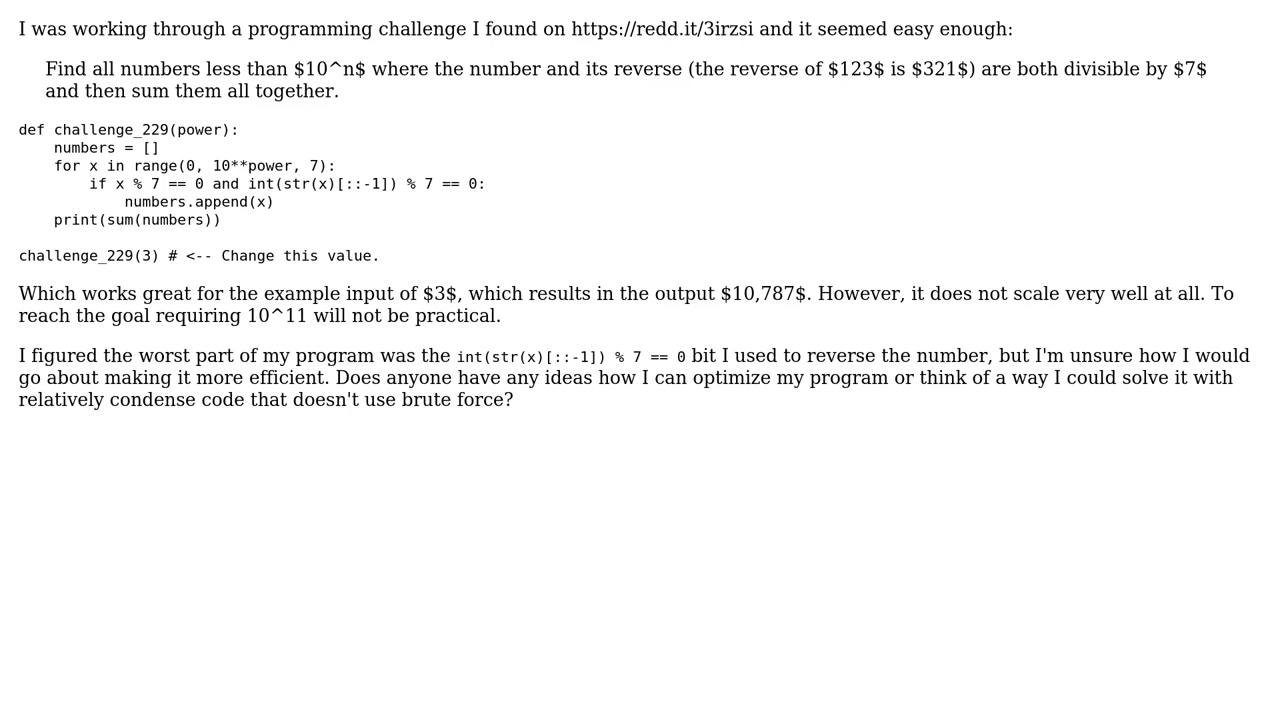 I was working through a programming challenge I found on https://redd.it/3irzsi and it seemed easy enough:
Find all numbers less than $10^n$ where the number and its reverse (the reverse of $123$ is $321$) are both divisible by $7$
and then sum them all together.
def challenge_229(power):
    numbers = []
    for x in range(0, 10**power, 7):
        if x % 7 == 0 and int(str(x)[::-1]) % 7 == 0:
            numbers.append(x)
    print(sum(numbers))
challenge_229(3) # <-- Change this value.
Which works great for the example input of $3$, which results in the output $10,787$. However, it does not scale very well at all. To
reach the goal requiring 10^11 will not be practical.
I figured the worst part of my program was the int(str(x)[::-1]) % 7 == 0 bit I used to reverse the number, but I'm unsure how I would
go about making it more efficient. Does anyone have any ideas how I can optimize my program or think of a way I could solve it with
relatively condense code that doesn't use brute force?